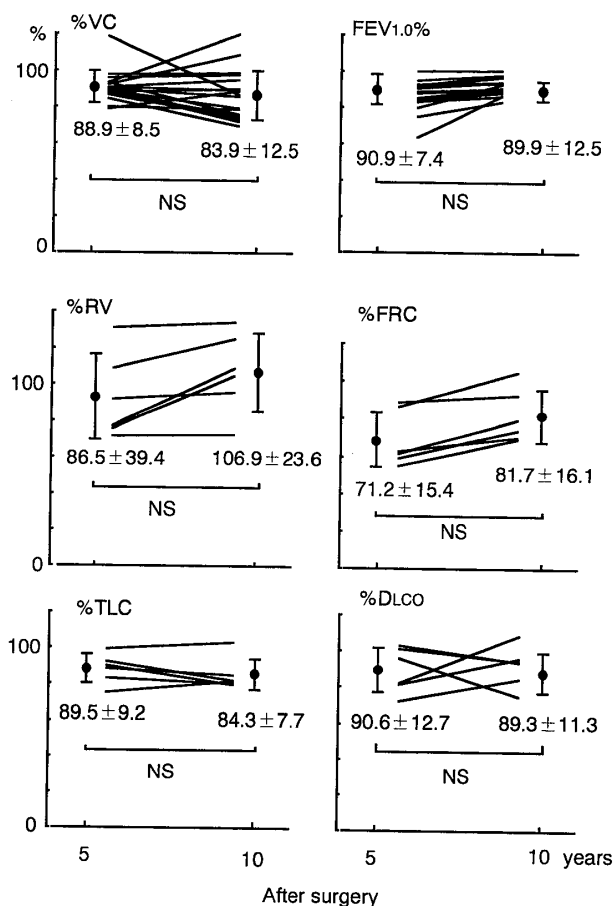 %VC
FEV1.0%
%
100
88.9±8.5
83.9±12.5
90.9±7.4
89.9±12.5
NS
NS
0
%RV
%FRC
100
86.5±39.4
106.9±23.6
71.2±15.4
81.7±16.1
NS
NS
0
%TLC
%DLCO
100
89.5±9.2
84.3±7.7
90.6±12.7
89.3±11.3
NS
NS
0
5
10
5
10 years
After surgery